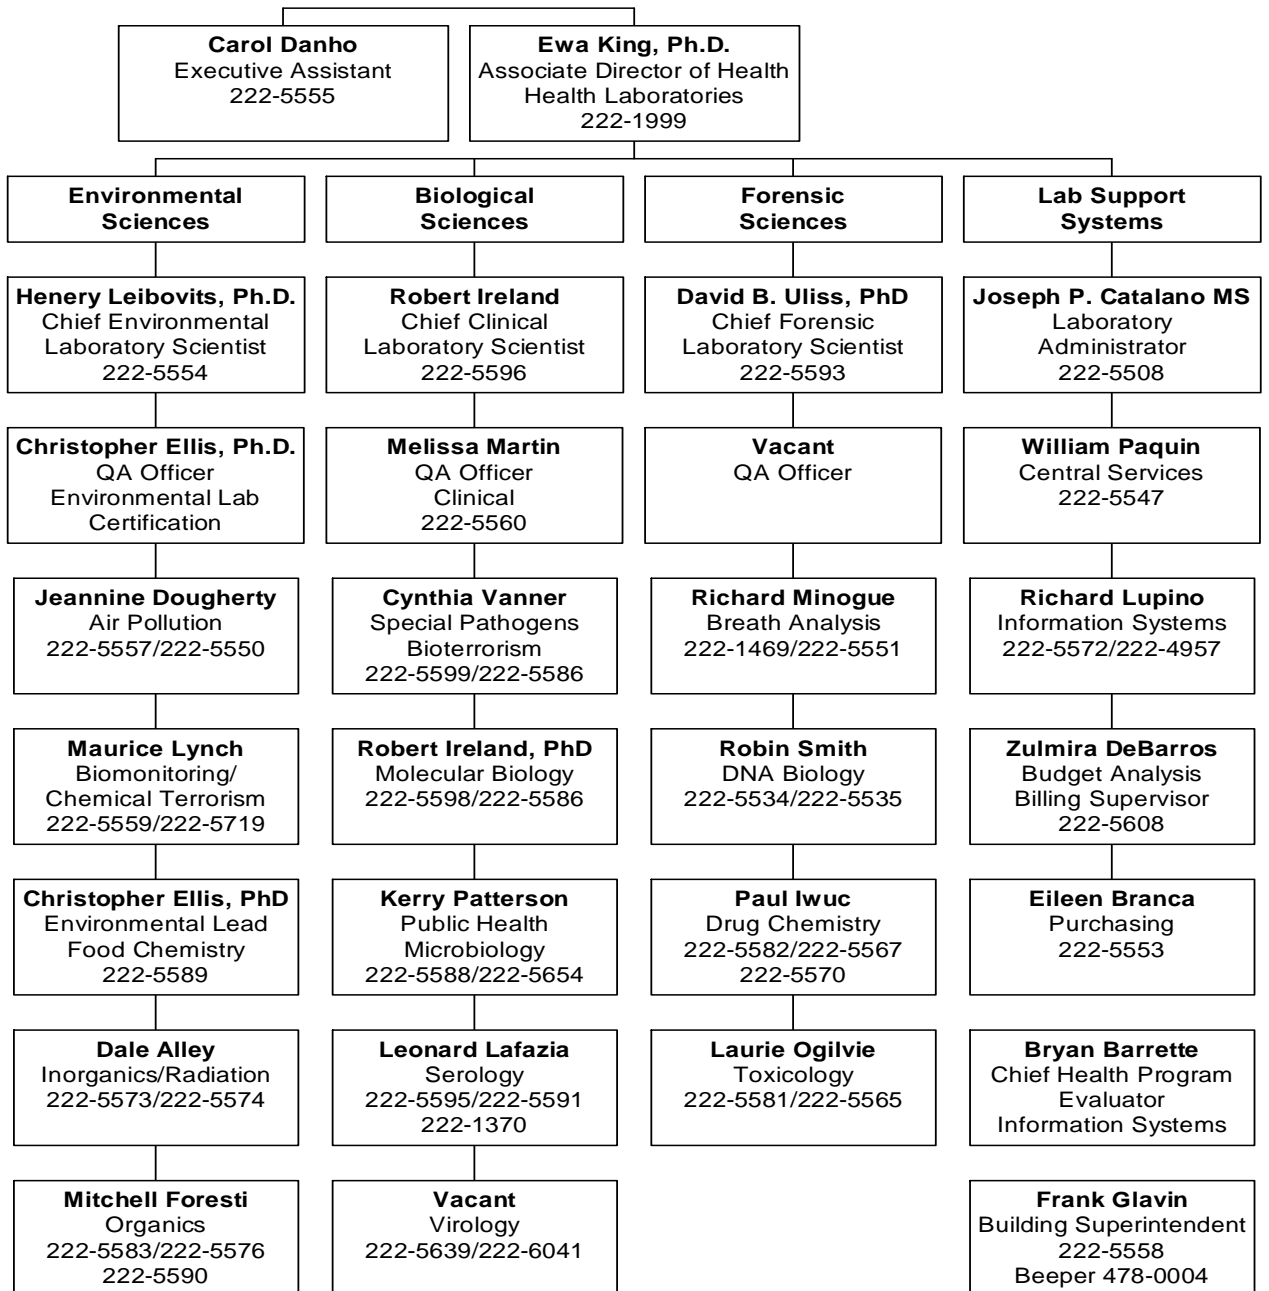 Carol Danho
Executive Assistant
222-5555
Ewa King, Ph.D.
Associate Director of Health
Health Laboratories
222-1999
Environmental
Sciences
Henery Leibovits, Ph.D.
Chief Environmental
Laboratory Scientist
222-5554
Christopher Ellis, Ph.D.
QA Officer
Environmental Lab
Certification
Jeannine Dougherty
Air Pollution
222-5557/222-5550
Maurice Lynch
Biomonitoring/
Chemical Terrorism
222-5559/222-5719
Christopher Ellis, PhD
Environmental Lead
Food Chemistry
222-5589
Dale Alley
Inorganics/Radiation
222-5573/222-5574
Mitchell Foresti
Organics
222-5583/222-5576
222-5590
Biological
Sciences
Robert Ireland
Chief Clinical
Laboratory Scientist
222-5596
Melissa Martin
QA Officer
Clinical
222-5560
Cynthia Vanner
Special Pathogens
Bioterrorism
222-5599/222-5586
Robert Ireland, PhD
Molecular Biology
222-5598/222-5586
Kerry Patterson
Public Health
Microbiology
222-5588/222-5654
Leonard Lafazia
Serology
222-5595/222-5591
222-1370
Vacant
Virology
222-5639/222-6041
Forensic
Sciences
David B. Uliss, PhD
Chief Forensic
Laboratory Scientist
222-5593
Vacant
QA Officer
Richard Minogue
Breath Analysis
222-1469/222-5551
Robin Smith
DNA Biology
222-5534/222-5535
Paul Iwuc
Drug Chemistry
222-5582/222-5567
222-5570
Laurie Ogilvie
Toxicology
222-5581/222-5565
Lab Support
Systems
Joseph P. Catalano MS
Laboratory
Administrator
222-5508
William Paquin
Central Services
222-5547
Richard Lupino
Information Systems
222-5572/222-4957
Zulmira DeBarros
Budget Analysis
Billing Supervisor
222-5608
Eileen Branca
Purchasing
222-5553
Bryan Barrette
Chief Health Program
Evaluator
Information Systems
Frank Glavin
Building Superintendent
222-5558
Beeper 478-0004